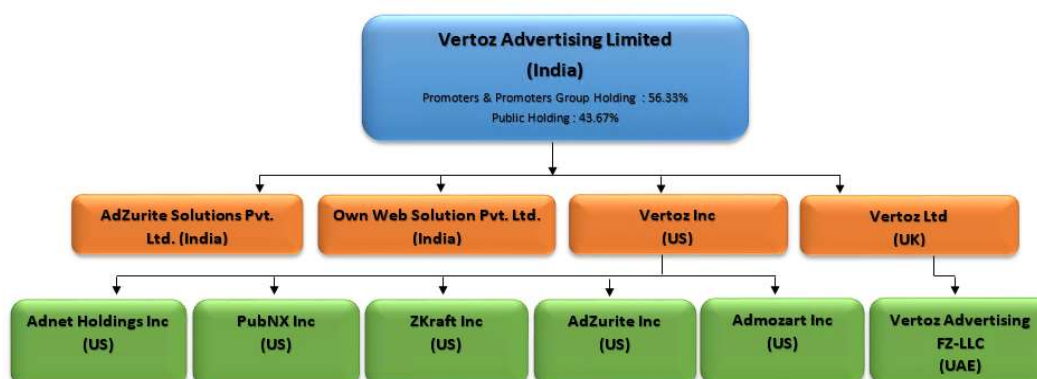 Vertoz Advertising Limited
(India)
Promoters & Promoters Group Holding : 56.33%
Public Holding : 43.67%
AdZurite Solutions Pvt.
Ltd. (India)
Own Web Solution Pvt. Ltd.
(India)
Vertoz Inc
(US)
Vertoz Ltd
(UK)
Adnet Holdings Inc
(US)
PubNX Inc
(US)
ZKraft Inc
(US)
AdZurite Inc
(US)
Admozart Inc
(US)
Vertoz Advertising
FZ-LLC
(UAE)